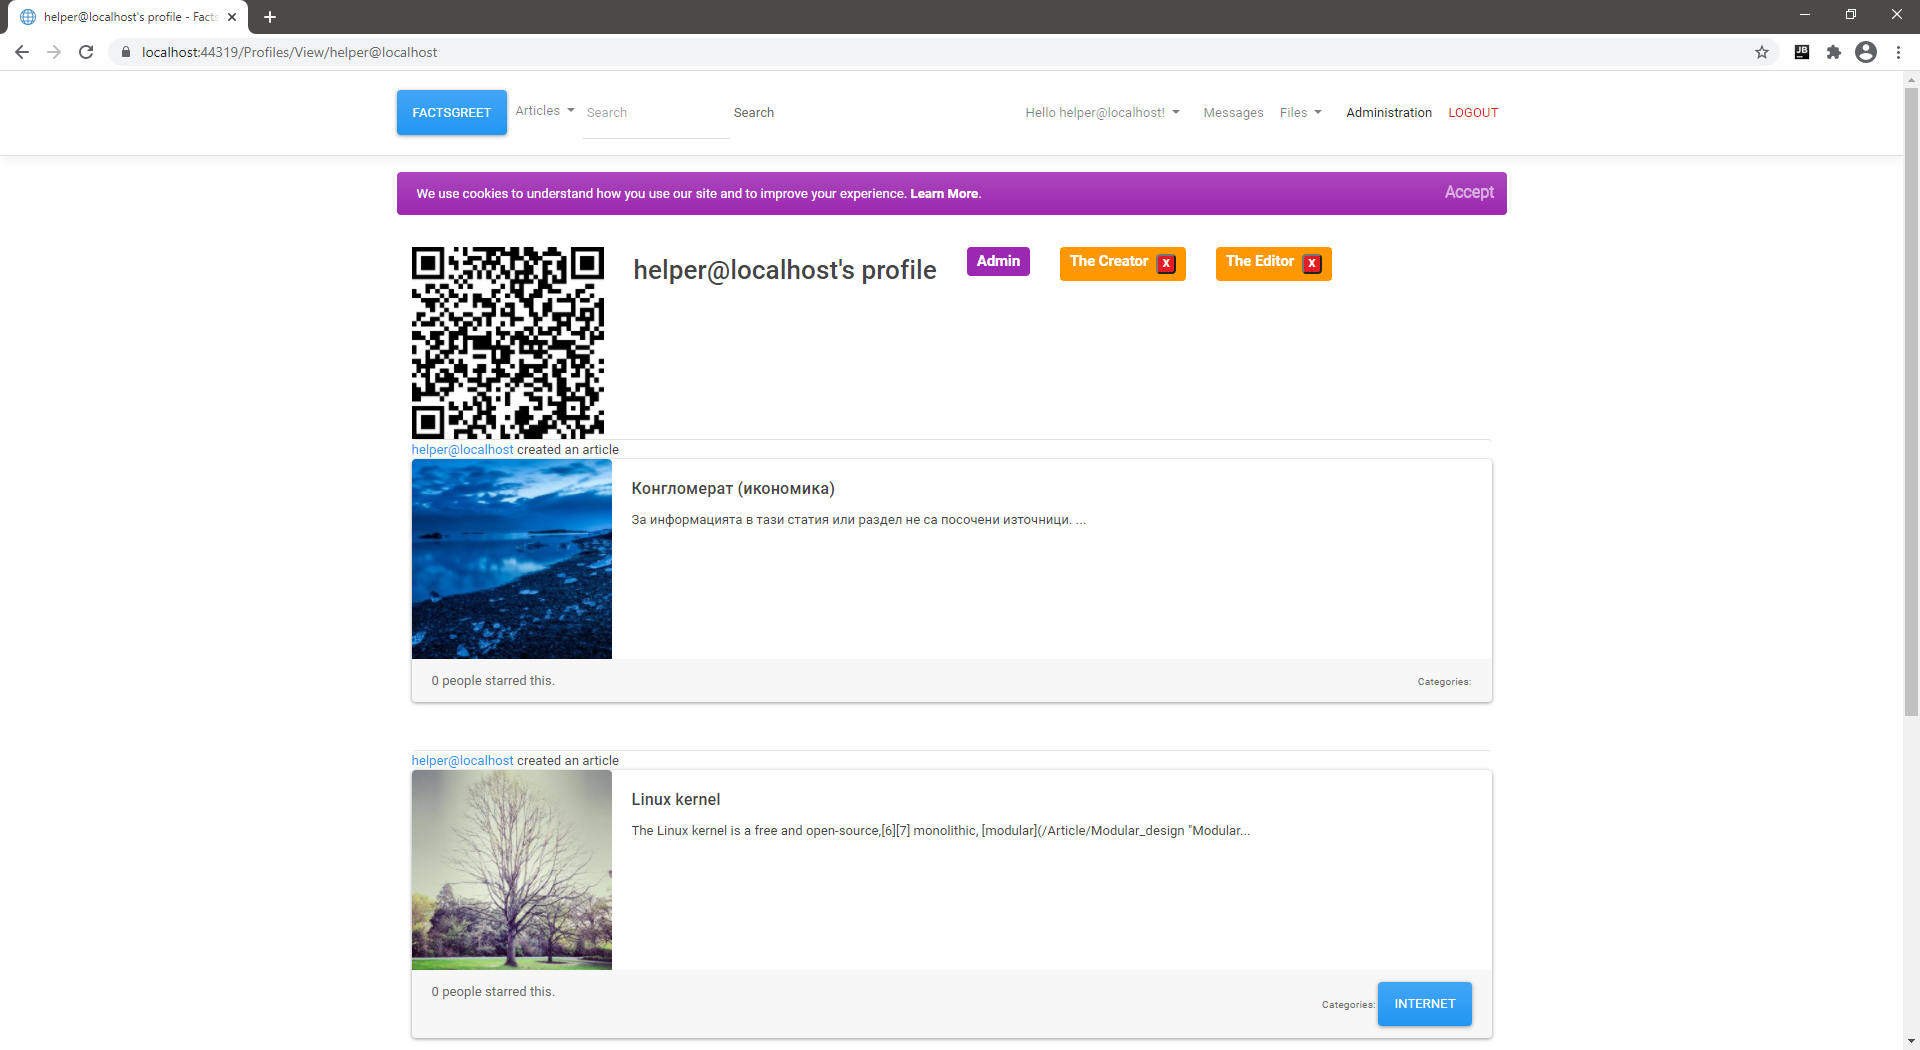 helper@localhost's profile - Facts
localhost:44319/Profiles/View/helper@localhost
JB
FACTSGREET Articles Search Search Hello helper@localhost! Messages Files Administration LOGOUT
We use cookies to understand how you use our site and to improve your experience. Learn More. Accept
helper@localhost's profile Admin The Creator X The Editor X
helper@localhost created an article
Конгломерат (икономика)
За информацията в тази статия или раздел не са посочени източници. ...
0 people starred this. Categories:
helper@localhost created an article
Linux kernel
The Linux kernel is a free and open-source,[6][7] monolithic, [modular](/Article/Modular_design "Modular...
0 people starred this. Categories: INTERNET